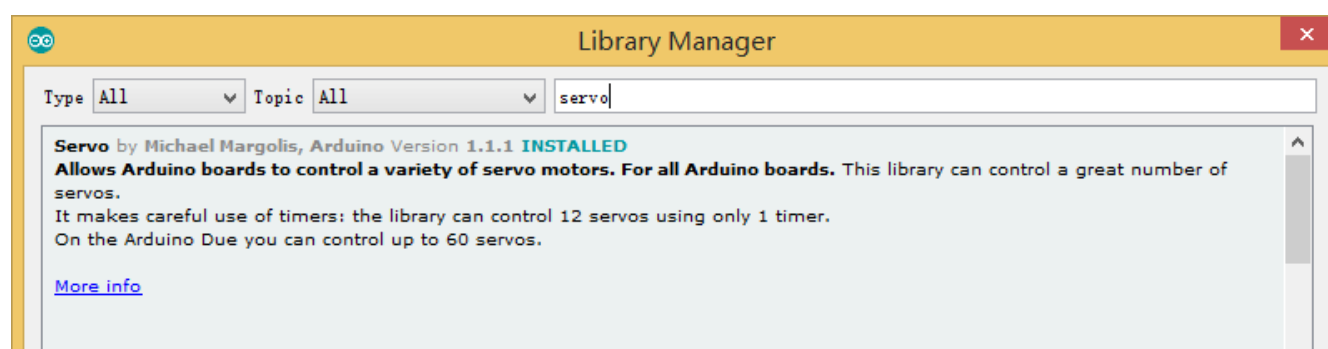 Library Manager
Type All Topic All servo
Servo by Michael Margolis, Arduino Version 1.1.1 INSTALLED
Allows Arduino boards to control a variety of servo motors. For all Arduino boards. This library can control a great number of
servos.
It makes careful use of timers: the library can control 12 servos using only 1 timer.
On the Arduino Due you can control up to 60 servos.
More info